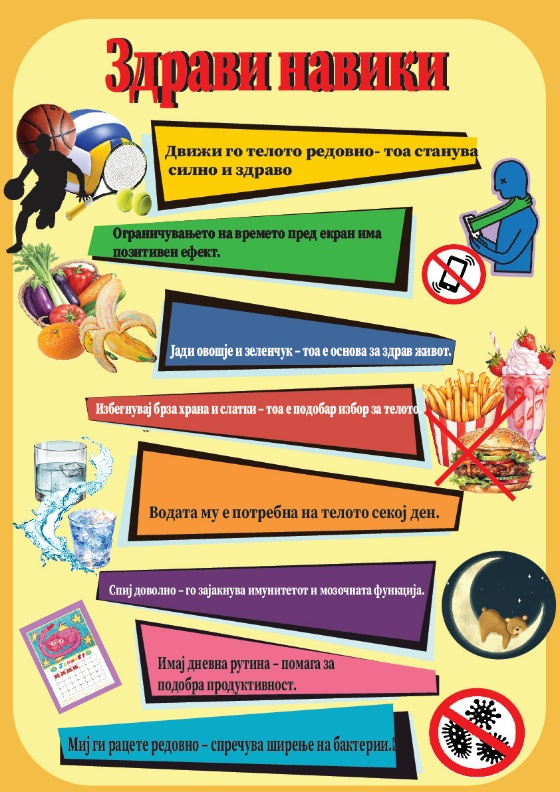 Здрави навики
Движи го телото редовно- тоа станува
силно и здраво
Ограничувањето на времето пред екран има
позитивен ефект.
Јади овошје и зеленчук – тоа е основа за здрав живот.
Избегнувај брза храна и слатки – тоа е подобар избор за телото.
Водата му е потребна на телото секој ден.
Спиј доволно – го зајакнува имунитетот и мозочната функција.
Имај дневна рутина – помага за
подобра продуктивност.
Миј ги рацете редовно – спречува ширење на бактерии.